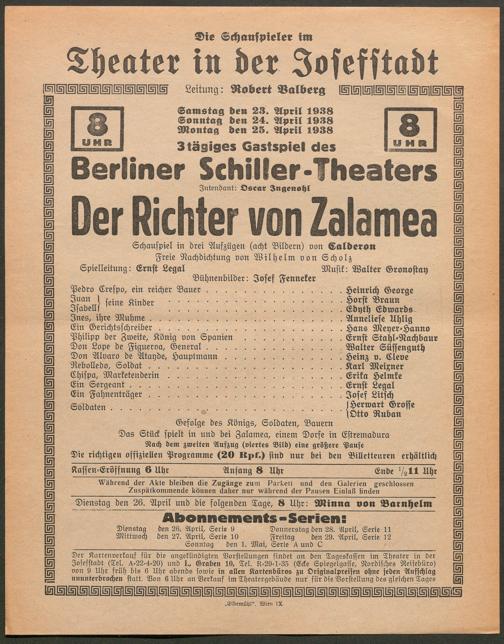 Die Schauspieler im
Theater in der Josefstadt
Leitung: Robert Valberg
8 UHR
Samstag den 23. April 1938
Sonntag den 24. April 1938
Montag den 25. April 1938
8 UHR
3 tägiges Gastspiel des
Berliner Schiller-Theaters
Intendant: Oscar Ingenohl
Der Richter von Zalamea
Schauspiel in drei Aufzügen (acht Bildern) von Calderon
Freie Nachdichtung von Wilhelm von Scholz
Spielleitung: Ernst Legal Musik: Walter Gronostay
Bühnenbilder: Josef Fenneker
Pedro Crespo, ein reicher Bauer . . . Heinrich George
Juan } seine Kinder . . . Horst Braun
Isabell } . . . Edyth Edwards
Ines, ihre Muhme . . . Anneliese Uhlig
Ein Gerichtsschreiber . . . Hans Meyer-Hanno
Philipp der Zweite, König von Spanien . . . Ernst Stahl-Nachbaur
Don Lope de Figueroa, General . . . Walter Süssenguth
Don Alvaro de Atayde, Hauptmann . . . Heinz v. Cleve
Rebolledo, Soldat . . . Karl Meixner
Chispa, Marketenderin . . . Erika Helmke
Ein Sergeant . . . Ernst Legal
Ein Fahnenträger . . . Josef Litsch
Soldaten . . . { Herwart Grosse
{ Otto Ruban
Gefolge des Königs, Soldaten, Bauern
Das Stück spielt in und bei Zalamea, einem Dorfe in Estremadura
Nach dem zweiten Aufzug (viertes Bild) eine größere Pause
Die richtigen offiziellen Programme (20 Rpf.) sind nur bei den Billetteuren erhältlich
Kassen-Eröffnung 6 Uhr Anfang 8 Uhr Ende ½11 Uhr
Während der Akte bleiben die Zugänge zum Parkett und den Galerien geschlossen
Zuspätkommende können daher nur während der Pausen Einlaß finden
Dienstag den 26. April und die folgenden Tage, 8 Uhr: Minna von Barnhelm
Abonnements-Serien:
Dienstag den 26. April, Serie 9 Donnerstag den 28. April, Serie 11
Mittwoch den 27. April, Serie 10 Freitag den 29. April, Serie 12
Sonntag den 1. Mai, Serie A und C
Der Kartenverkauf für die angekündigten Vorstellungen findet an den Tageskassen im Theater in der
Josefstadt (Tel. A-22-4-20) und I., Graben 10, Tel. R-20-1-35 (Ecke Spiegelgasse, Nordisches Reisebüro)
von 9 Uhr früh bis 6 Uhr abends sowie in allen Kartenbüros zu Originalpreisen ohne jeden Aufschlag
ununterbrochen statt. Von 6 Uhr an Verkauf im Theatergebäude nur für die Vorstellung des gleichen Tages
„Elbemühl“, Wien IX.